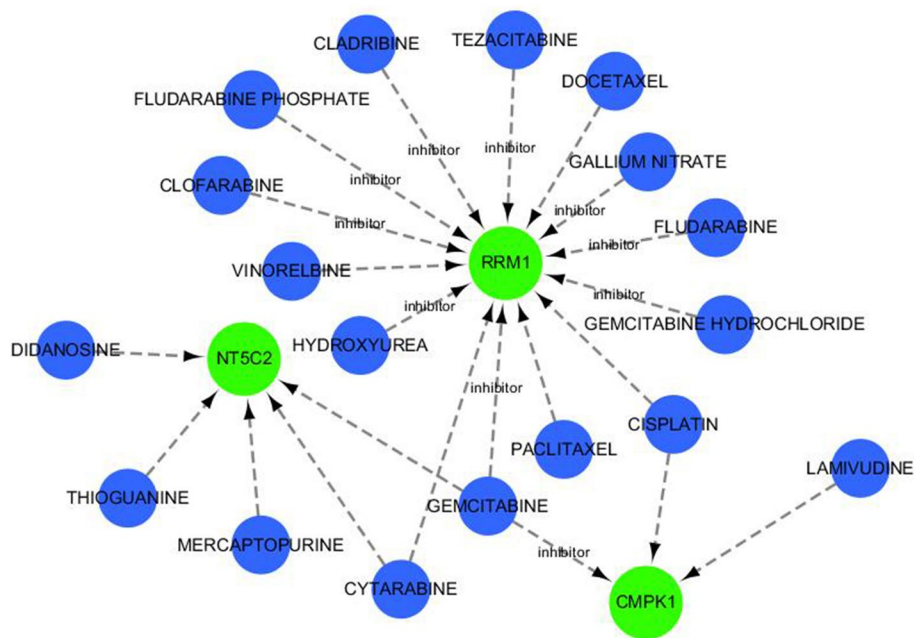 TEZACITABINE
CLADRIBINE
DOCETAXEL
FLUDARABINE PHOSPHATE
inhibitor
inhibitor
GALLIUM NITRATE
inhibitor
CLOFARABINE
inhibitor
inhibitor
FLUDARABINE
inhibitor
RRM1
VINORELBINE
inhibitor
inhibitor
GEMCITABINE HYDROCHLORIDE
HYDROXYUREA
DIDANOSINE
NT5C2
inhibitor
CISPLATIN
PACLITAXEL
LAMIVUDINE
THIOGUANINE
GEMCITABINE
MERCAPTOPURINE
inhibitor
CYTARABINE
CMPK1